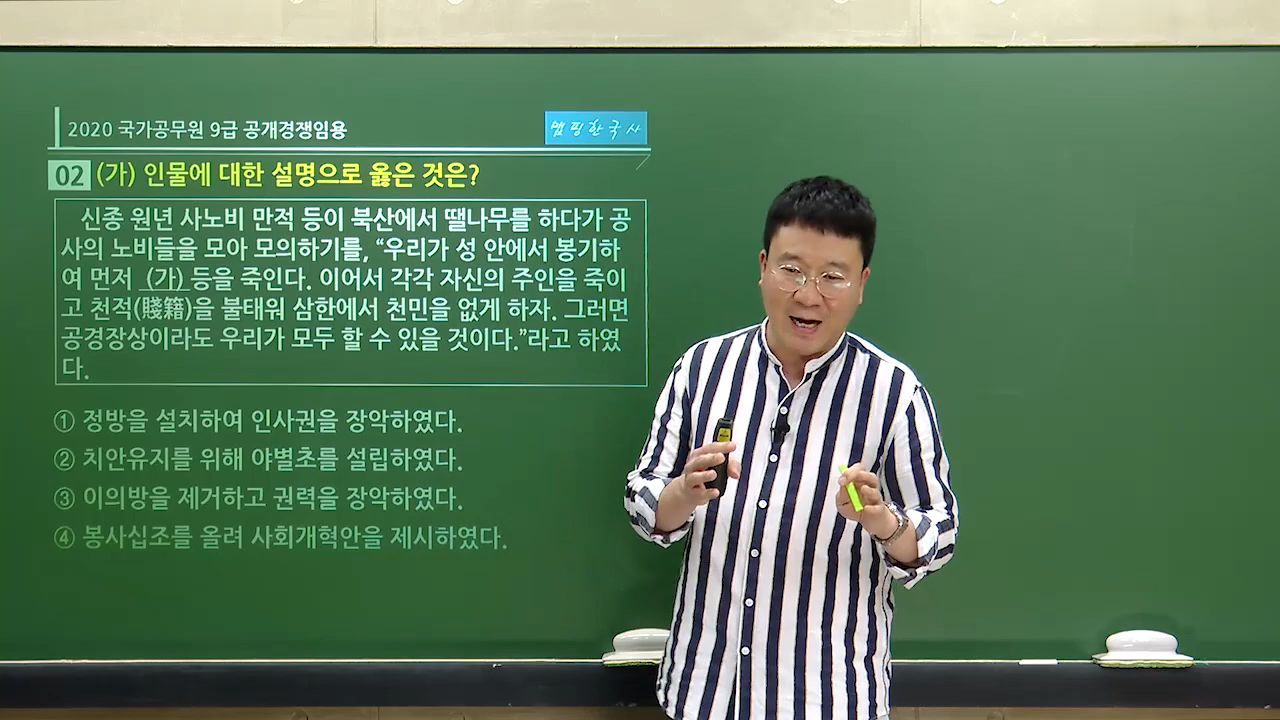 2020 국가공무원 9급 공개경쟁임용
맵핑한국사
02 (가) 인물에 대한 설명으로 옳은 것은?
신종 원년 사노비 만적 등이 북산에서 땔나무를 하다가 공
사의 노비들을 모아 모의하기를, “우리가 성 안에서 봉기하
여 먼저 (가) 등을 죽인다. 이어서 각각 자신의 주인을 죽이
고 천적(賤籍)을 불태워 삼한에서 천민을 없게 하자. 그러면
공경장상이라도 우리가 모두 할 수 있을 것이다.”라고 하였
다.
① 정방을 설치하여 인사권을 장악하였다.
② 치안유지를 위해 야별초를 설립하였다.
③ 이의방을 제거하고 권력을 장악하였다.
④ 봉사십조를 올려 사회개혁안을 제시하였다.